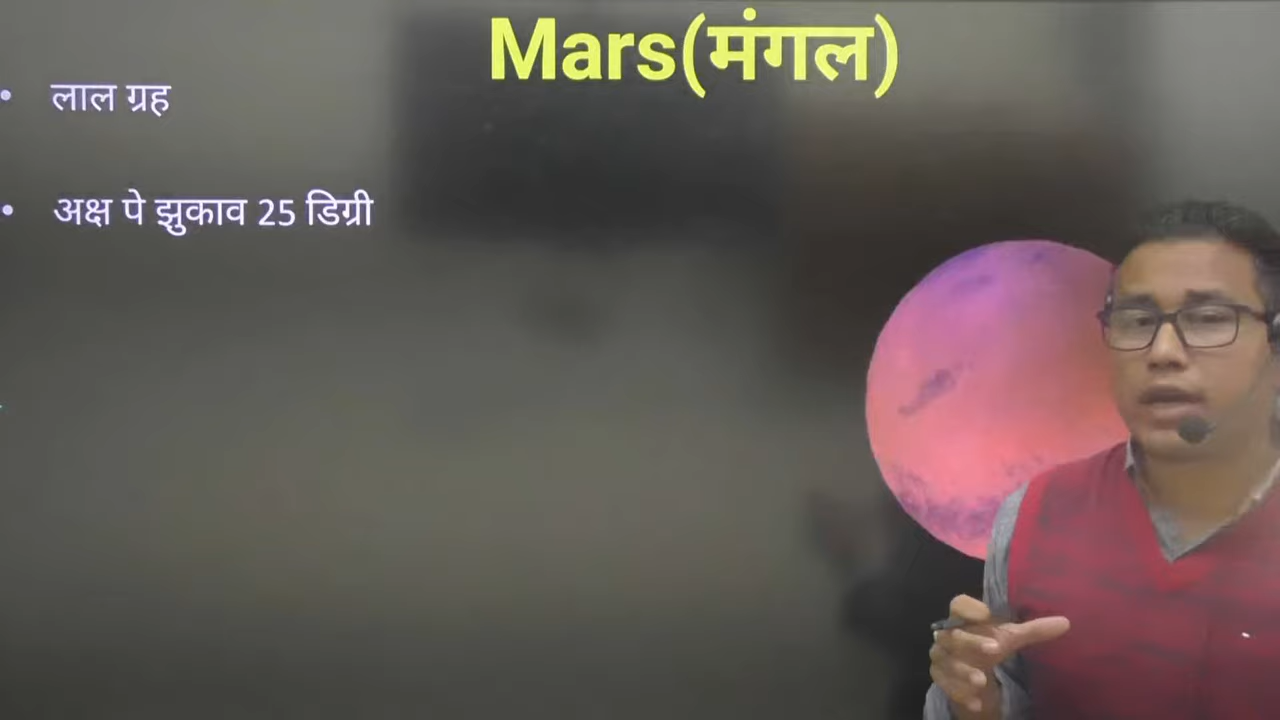 Mars(मंगल)
• लाल ग्रह
• अक्ष पे झुकाव 25 डिग्री